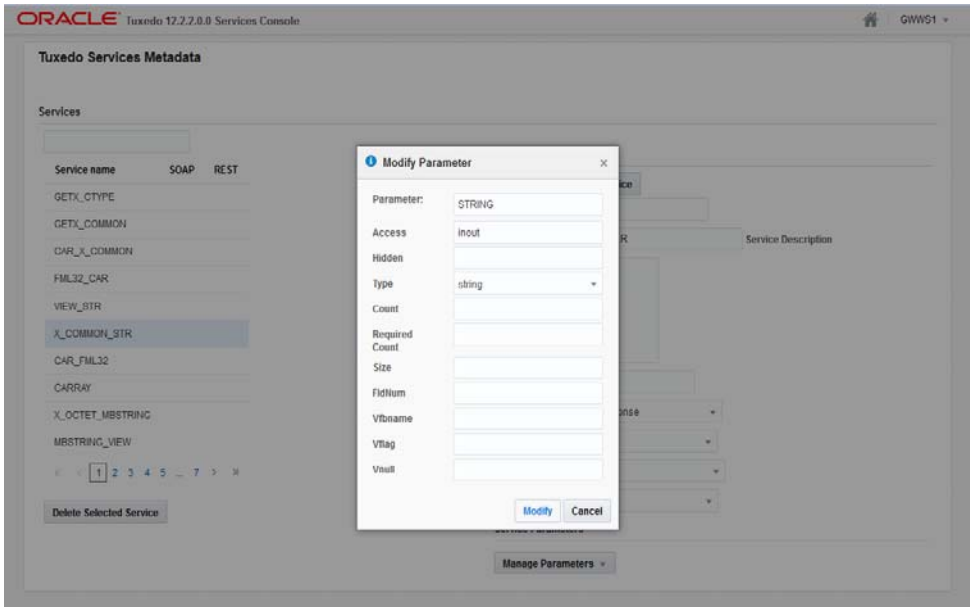 ORACLE Tuxedo 12.2.2.0.0 Services Console
GWWS1
Tuxedo Services Metadata
Services
Service name SOAP REST
GETX_CTYPE
GETX_COMMON
CAR_X_COMMON
FML32_CAR
VIEW_STR
X_COMMON_STR
CAR_FML32
CARRAY
X_OCTET_MBSTRING
MBSTRING_VIEW
1 2 3 4 5 ... 7
Delete Selected Service
Modify Parameter
Parameter: STRING
Access inout
Hidden
Type string
Count
Required
Count
Size
FldNum
Vfbname
Vflag
Vnull
Modify Cancel
Service Description
Manage Parameters